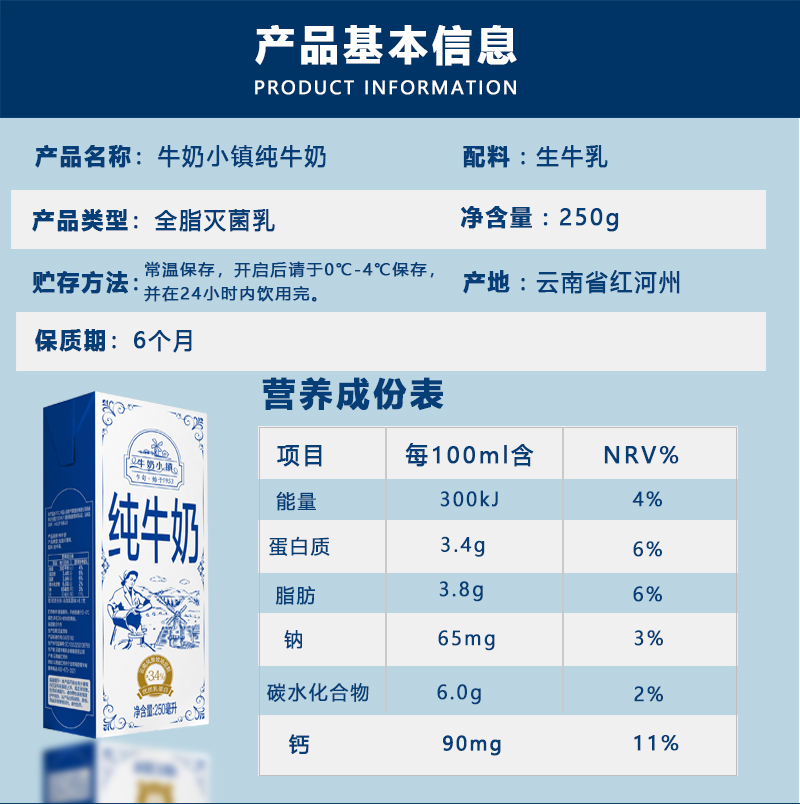 产品基本信息
PRODUCT INFORMATION
产品名称：牛奶小镇纯牛奶
配料：生牛乳
产品类型：全脂灭菌乳
净含量：250g
贮存方法：常温保存，开启后请于0℃-4℃保存，
并在24小时内饮用完。
产地：云南省红河州
保质期：6个月
营养成份表
项目 每100ml含 NRV%
能量 300kJ 4%
蛋白质 3.4g 6%
脂肪 3.8g 6%
钠 65mg 3%
碳水化合物 6.0g 2%
钙 90mg 11%
牛奶小镇
纯牛奶
3.4%
优质乳蛋白
净含量:250毫升